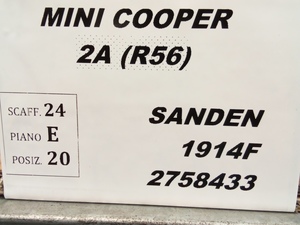 MINI COOPER
2A (R56)
SCAFF. 24
PIANO E
POSIZ. 20
SANDEN
1914F
2758433